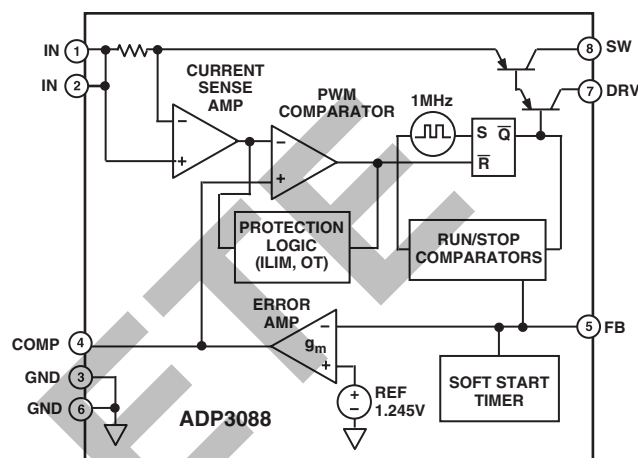 IN 1
IN 2
8 SW
7 DRV
CURRENT
SENSE
AMP
PWM
COMPARATOR
1MHz
−
+
−
+
S Q̅
R̅
PROTECTION
LOGIC
(ILIM, OT)
RUN/STOP
COMPARATORS
ERROR
AMP
−
gm
+
5 FB
COMP 4
GND 3
GND 6
+
−
REF
1.245V
SOFT START
TIMER
ADP3088
ETE